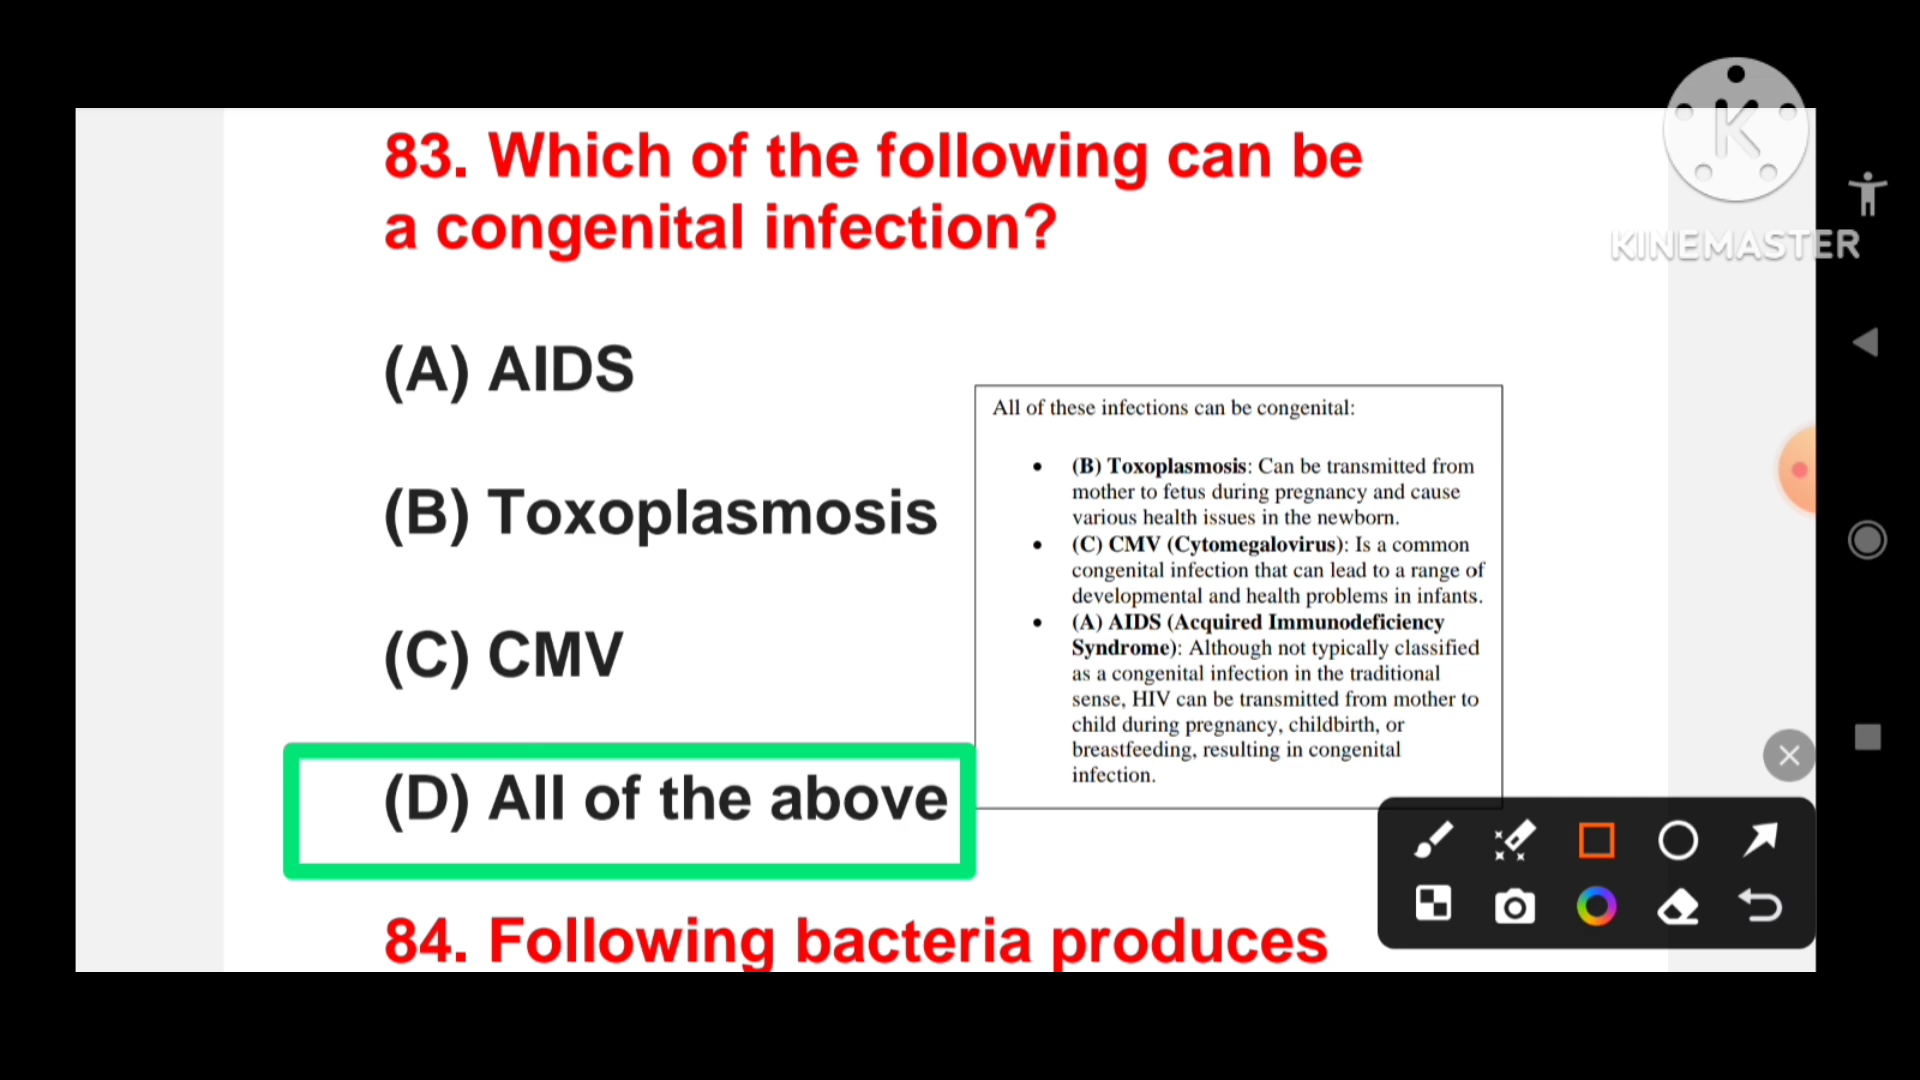 83. Which of the following can be
a congenital infection?
(A) AIDS
(B) Toxoplasmosis
(C) CMV
(D) All of the above
All of these infections can be congenital:
• (B) Toxoplasmosis: Can be transmitted from
mother to fetus during pregnancy and cause
various health issues in the newborn.
• (C) CMV (Cytomegalovirus): Is a common
congenital infection that can lead to a range of
developmental and health problems in infants.
• (A) AIDS (Acquired Immunodeficiency
Syndrome): Although not typically classified
as a congenital infection in the traditional
sense, HIV can be transmitted from mother to
child during pregnancy, childbirth, or
breastfeeding, resulting in congenital
infection.
84. Following bacteria produces
K
KINEMASTER